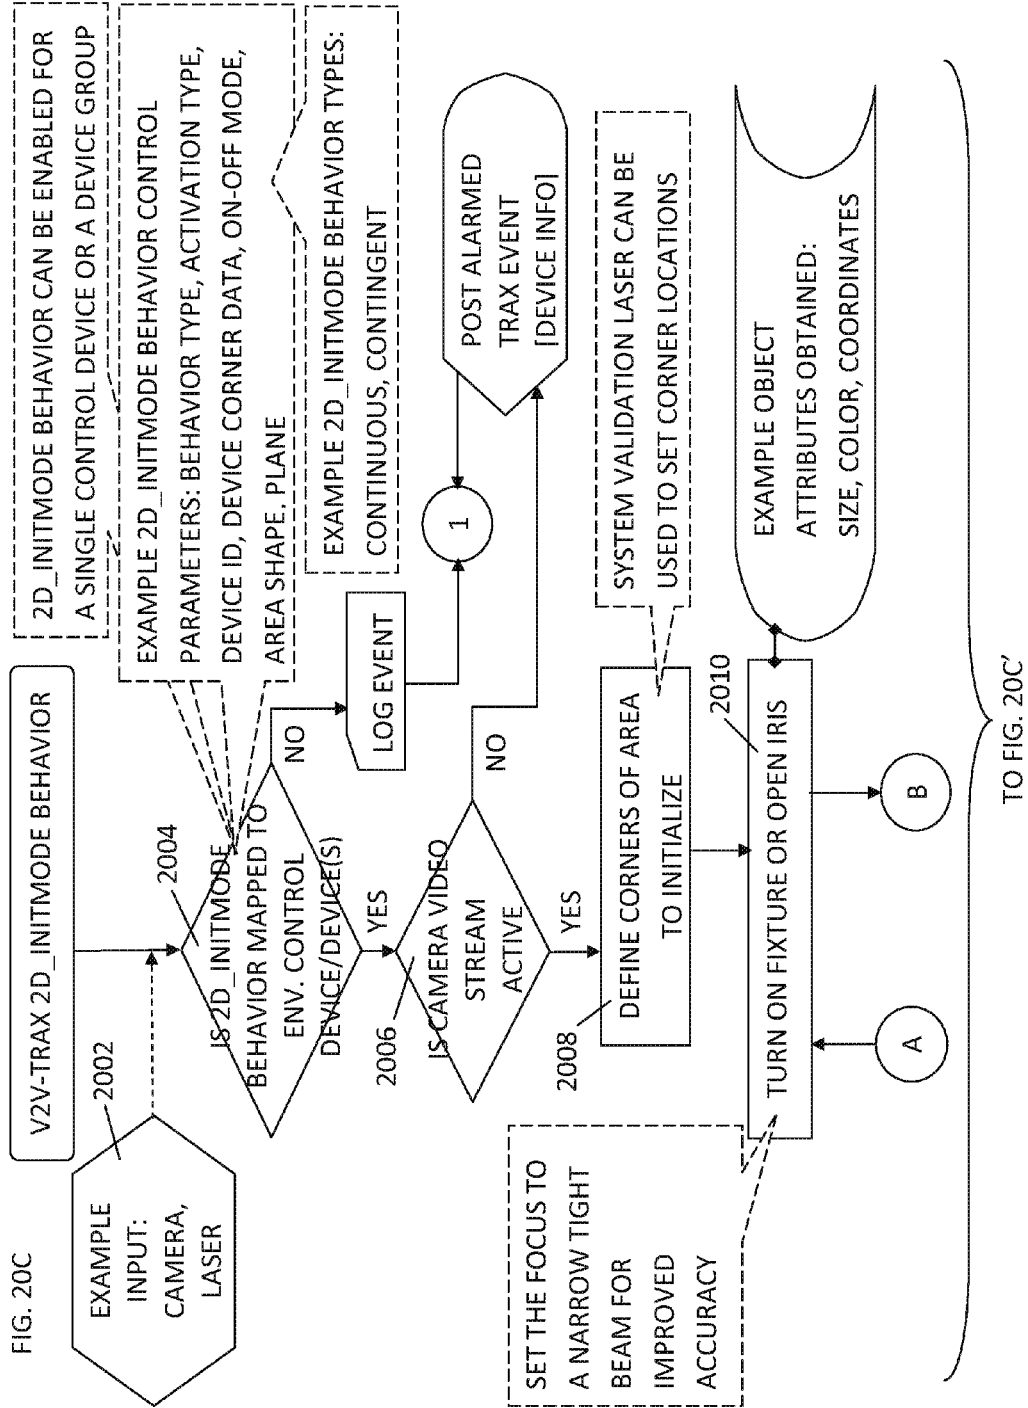 FIG. 20C
V2V-TRAX 2D_INITMODE BEHAVIOR
2D_INITMODE BEHAVIOR CAN BE ENABLED FOR
A SINGLE CONTROL DEVICE OR A DEVICE GROUP
EXAMPLE
INPUT:
CAMERA,
LASER
2002
2004
IS 2D_INITMODE
BEHAVIOR MAPPED TO
ENV. CONTROL
DEVICE/DEVICE(S)
EXAMPLE 2D_INITMODE BEHAVIOR CONTROL
PARAMETERS: BEHAVIOR TYPE, ACTIVATION TYPE,
DEVICE ID, DEVICE CORNER DATA, ON-OFF MODE,
AREA SHAPE, PLANE
EXAMPLE 2D_INITMODE BEHAVIOR TYPES:
CONTINUOUS, CONTINGENT
NO
LOG EVENT
YES
1
2006
IS CAMERA VIDEO
STREAM
ACTIVE
NO
POST ALARMED
TRAX EVENT
[DEVICE INFO]
YES
2008
DEFINE CORNERS OF AREA
TO INITIALIZE
SYSTEM VALIDATION LASER CAN BE
USED TO SET CORNER LOCATIONS
SET THE FOCUS TO
A NARROW TIGHT
BEAM FOR
IMPROVED
ACCURACY
2010
TURN ON FIXTURE OR OPEN IRIS
EXAMPLE OBJECT
ATTRIBUTES OBTAINED:
SIZE, COLOR, COORDINATES
A
B
TO FIG. 20C'